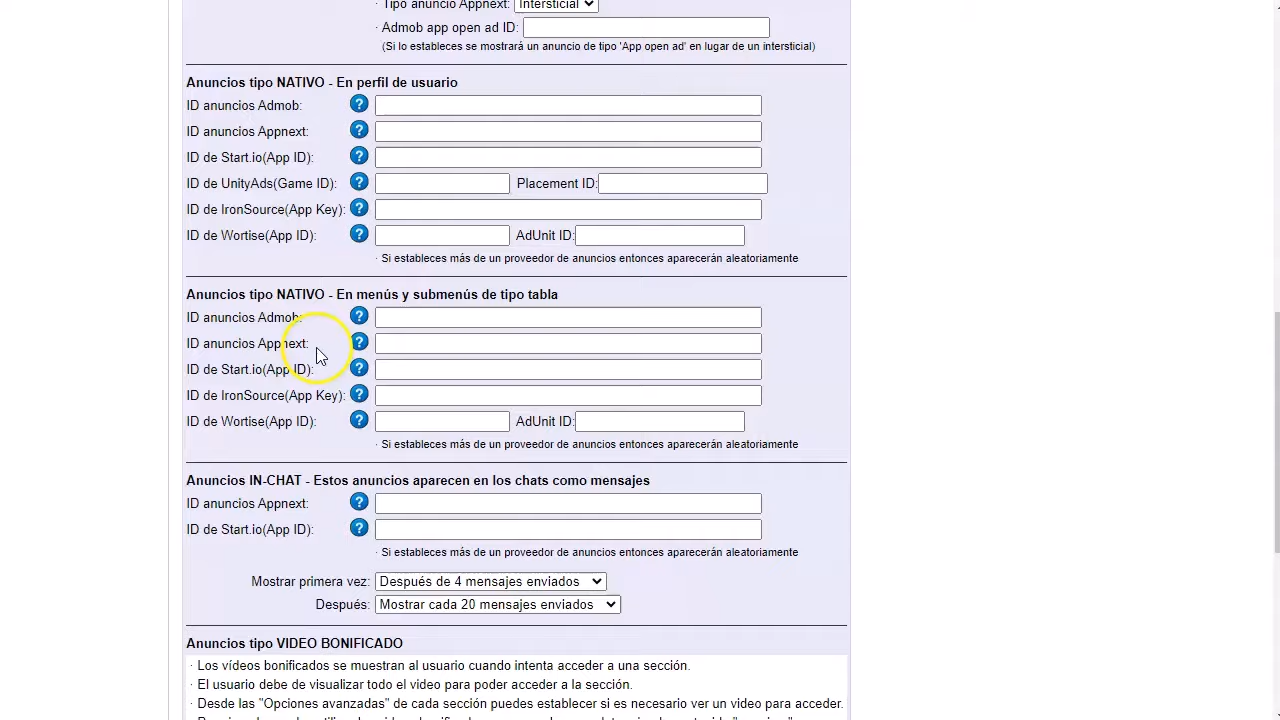 · Tipo anuncio Appnext: Intersticial
· Admob app open ad ID:
(Si lo estableces se mostrará un anuncio de tipo 'App open ad' en lugar de un intersticial)
Anuncios tipo NATIVO - En perfil de usuario
ID anuncios Admob: ?
ID anuncios Appnext: ?
ID de Start.io(App ID): ?
ID de UnityAds(Game ID): ? Placement ID:
ID de IronSource(App Key): ?
ID de Wortise(App ID): ? AdUnit ID:
· Si estableces más de un proveedor de anuncios entonces aparecerán aleatoriamente
Anuncios tipo NATIVO - En menús y submenús de tipo tabla
ID anuncios Admob: ?
ID anuncios Appnext: ?
ID de Start.io(App ID): ?
ID de IronSource(App Key): ?
ID de Wortise(App ID): ? AdUnit ID:
· Si estableces más de un proveedor de anuncios entonces aparecerán aleatoriamente
Anuncios IN-CHAT - Estos anuncios aparecen en los chats como mensajes
ID anuncios Appnext: ?
ID de Start.io(App ID): ?
· Si estableces más de un proveedor de anuncios entonces aparecerán aleatoriamente
Mostrar primera vez: Después de 4 mensajes enviados
Después: Mostrar cada 20 mensajes enviados
Anuncios tipo VIDEO BONIFICADO
· Los vídeos bonificados se muestran al usuario cuando intenta acceder a una sección.
· El usuario debe de visualizar todo el video para poder acceder a la sección.
· Desde las "Opciones avanzadas" de cada sección puedes establecer si es necesario ver un video para acceder.